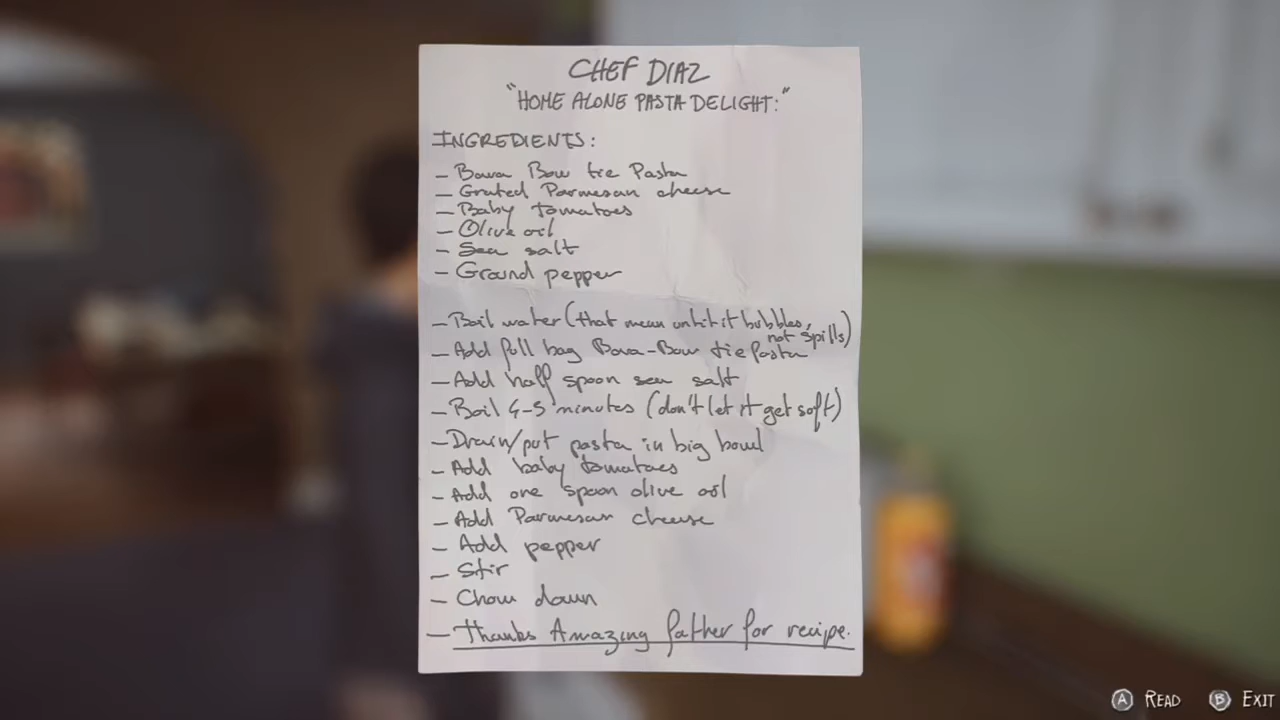 CHEF DIAZ
"HOME ALONE PASTA DELIGHT:"
INGREDIENTS:
- Bova Bow tie Pasta
- Grated Parmesan cheese
- Baby tomatoes
- Olive oil
- Sea salt
- Ground pepper
- Boil water (that mean until it bubbles,
not spills)
- Add full bag Bova-Bow tie Pasta
- Add half spoon sea salt
- Boil 4-5 minutes (don't let it get soft)
- Drain/put pasta in big bowl
- Add baby tomatoes
- Add one spoon olive oil
- Add Parmesan cheese
- Add pepper
- Stir
- Chow down
- Thanks Amazing father for recipe.
A READ B EXIT